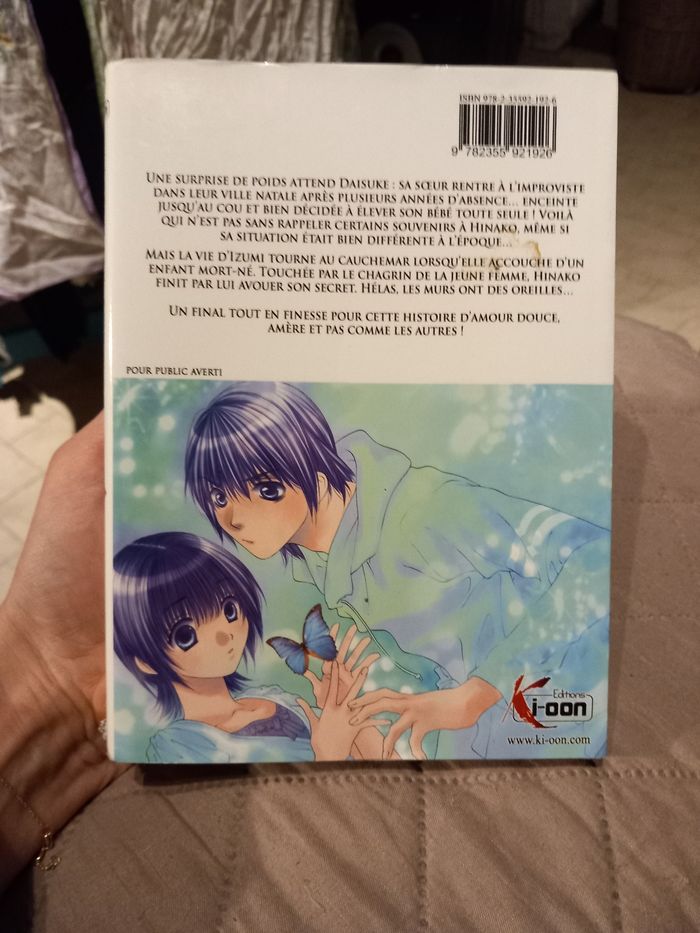 ISBN 978-2-35592-192-6
9 782355 921926
UNE SURPRISE DE POIDS ATTEND DAISUKE : SA SŒUR RENTRE À L'IMPROVISTE
DANS LEUR VILLE NATALE APRÈS PLUSIEURS ANNÉES D'ABSENCE... ENCEINTE
JUSQU'AU COU ET BIEN DÉCIDÉE À ÉLEVER SON BÉBÉ TOUTE SEULE ! VOILÀ
QUI N'EST PAS SANS RAPPELER CERTAINS SOUVENIRS À HINAKO, MÊME SI
SA SITUATION ÉTAIT BIEN DIFFÉRENTE À L'ÉPOQUE...
MAIS LA VIE D'IZUMI TOURNE AU CAUCHEMAR LORSQU'ELLE ACCOUCHE D'UN
ENFANT MORT-NÉ. TOUCHÉE PAR LE CHAGRIN DE LA JEUNE FEMME, HINAKO
FINIT PAR LUI AVOUER SON SECRET. HÉLAS, LES MURS ONT DES OREILLES...
UN FINAL TOUT EN FINESSE POUR CETTE HISTOIRE D'AMOUR DOUCE,
AMÈRE ET PAS COMME LES AUTRES !
POUR PUBLIC AVERTI
Editions
Ki-oon
www.ki-oon.com